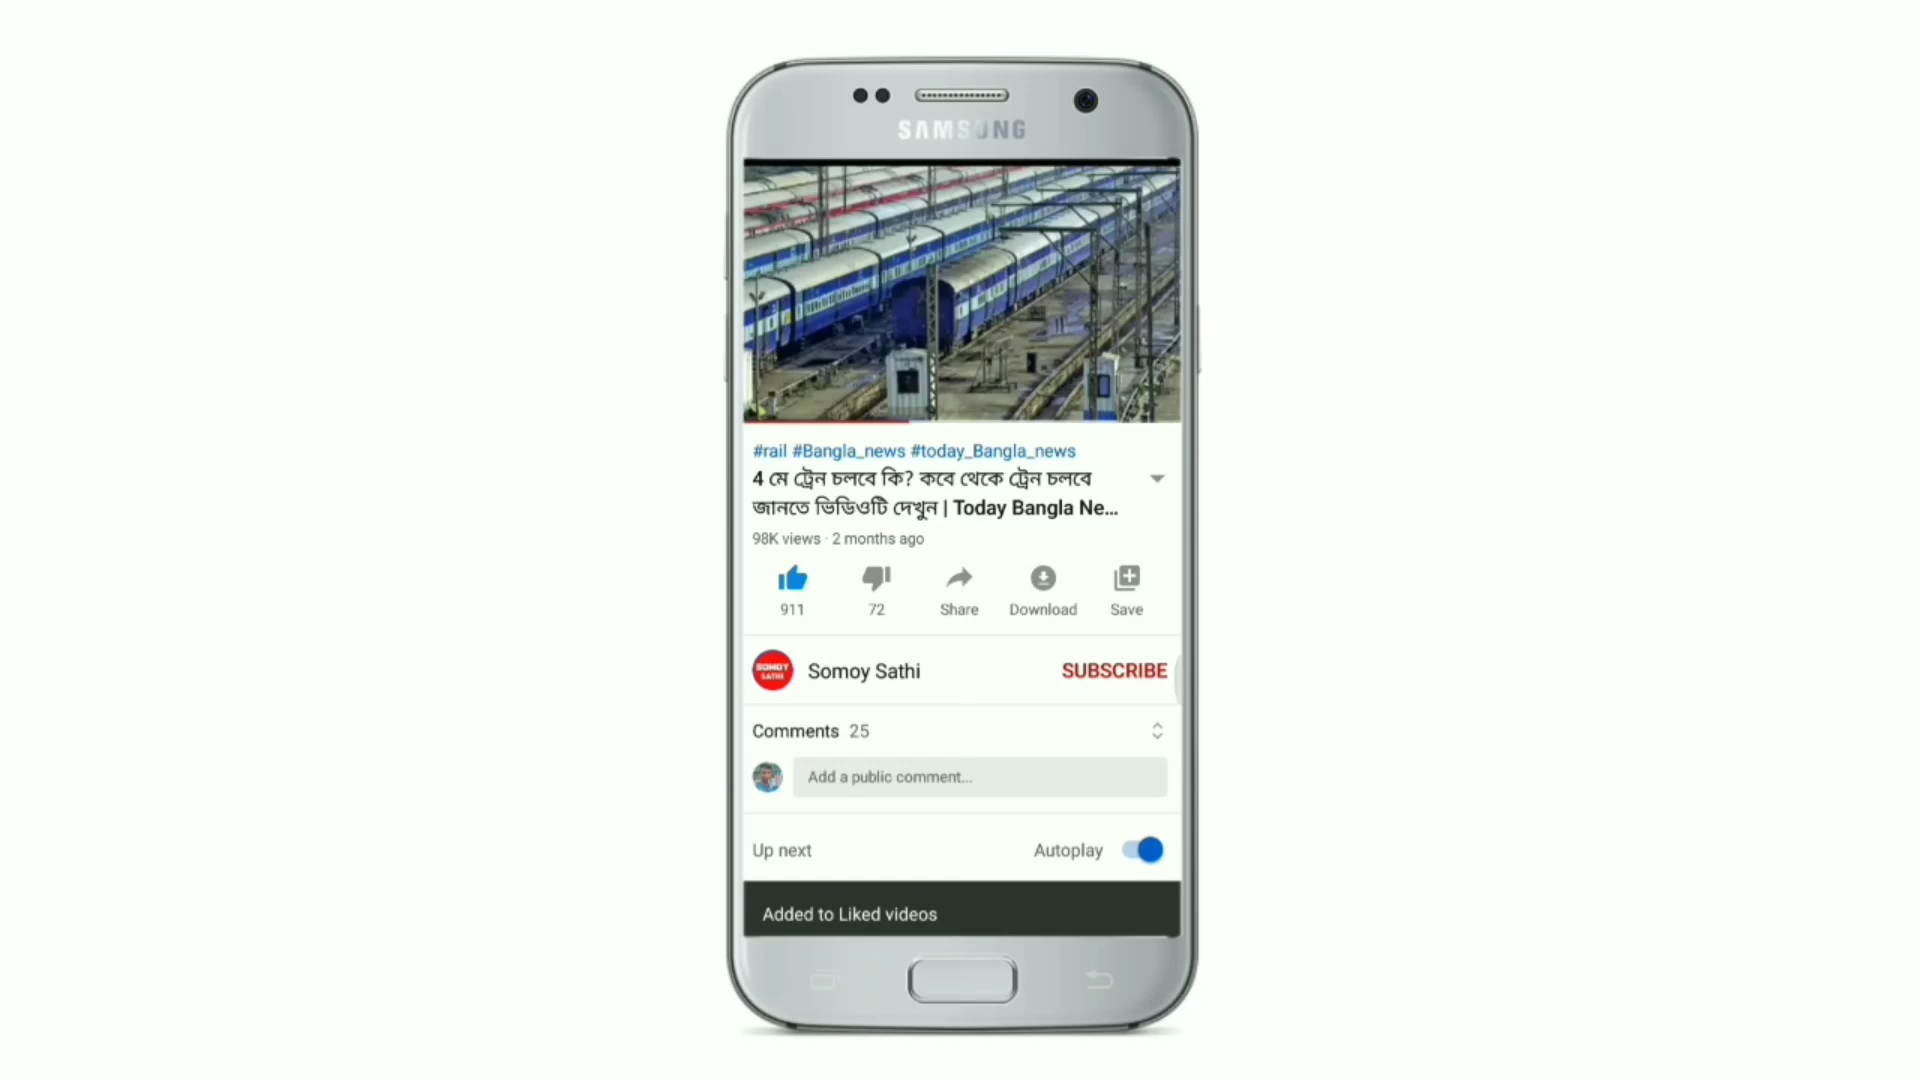 SAMSUNG
#rail #Bangla_news #today_Bangla_news
4 মে ট্রেন চলবে কি? কবে থেকে ট্রেন চলবে
জানতে ভিডিওটি দেখুন | Today Bangla Ne...
98K views · 2 months ago
911 72 Share Download Save
SOMOY
SATHI
Somoy Sathi SUBSCRIBE
Comments 25
Add a public comment...
Up next Autoplay
Added to Liked videos